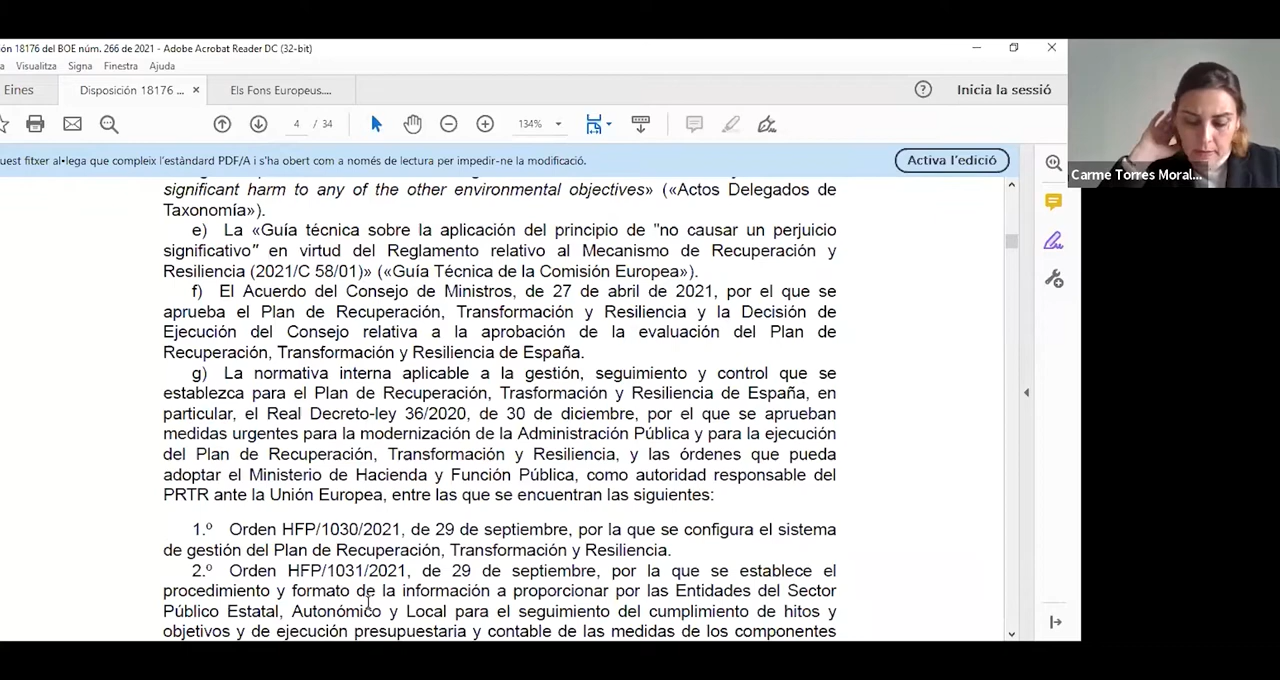 ón 18176 del BOE núm. 266 de 2021 - Adobe Acrobat Reader DC (32-bit)
a Visualitza Signa Finestra Ajuda
Eines Disposición 18176 ... × Els Fons Europeus.... Inicia la sessió
4 / 34 134%
uest fitxer al•lega que compleix l'estàndard PDF/A i s'ha obert com a només de lectura per impedir-ne la modificació. Activa l'edició
Carme Torres Moral...
significant harm to any of the other environmental objectives» («Actos Delegados de
Taxonomía»).
e) La «Guía técnica sobre la aplicación del principio de "no causar un perjuicio
significativo" en virtud del Reglamento relativo al Mecanismo de Recuperación y
Resiliencia (2021/C 58/01)» («Guía Técnica de la Comisión Europea»).
f) El Acuerdo del Consejo de Ministros, de 27 de abril de 2021, por el que se
aprueba el Plan de Recuperación, Transformación y Resiliencia y la Decisión de
Ejecución del Consejo relativa a la aprobación de la evaluación del Plan de
Recuperación, Transformación y Resiliencia de España.
g) La normativa interna aplicable a la gestión, seguimiento y control que se
establezca para el Plan de Recuperación, Trasformación y Resiliencia de España, en
particular, el Real Decreto-ley 36/2020, de 30 de diciembre, por el que se aprueban
medidas urgentes para la modernización de la Administración Pública y para la ejecución
del Plan de Recuperación, Transformación y Resiliencia, y las órdenes que pueda
adoptar el Ministerio de Hacienda y Función Pública, como autoridad responsable del
PRTR ante la Unión Europea, entre las que se encuentran las siguientes:
1.º Orden HFP/1030/2021, de 29 de septiembre, por la que se configura el sistema
de gestión del Plan de Recuperación, Transformación y Resiliencia.
2.º Orden HFP/1031/2021, de 29 de septiembre, por la que se establece el
procedimiento y formato de la información a proporcionar por las Entidades del Sector
Público Estatal, Autonómico y Local para el seguimiento del cumplimiento de hitos y
objetivos y de ejecución presupuestaria y contable de las medidas de los componentes